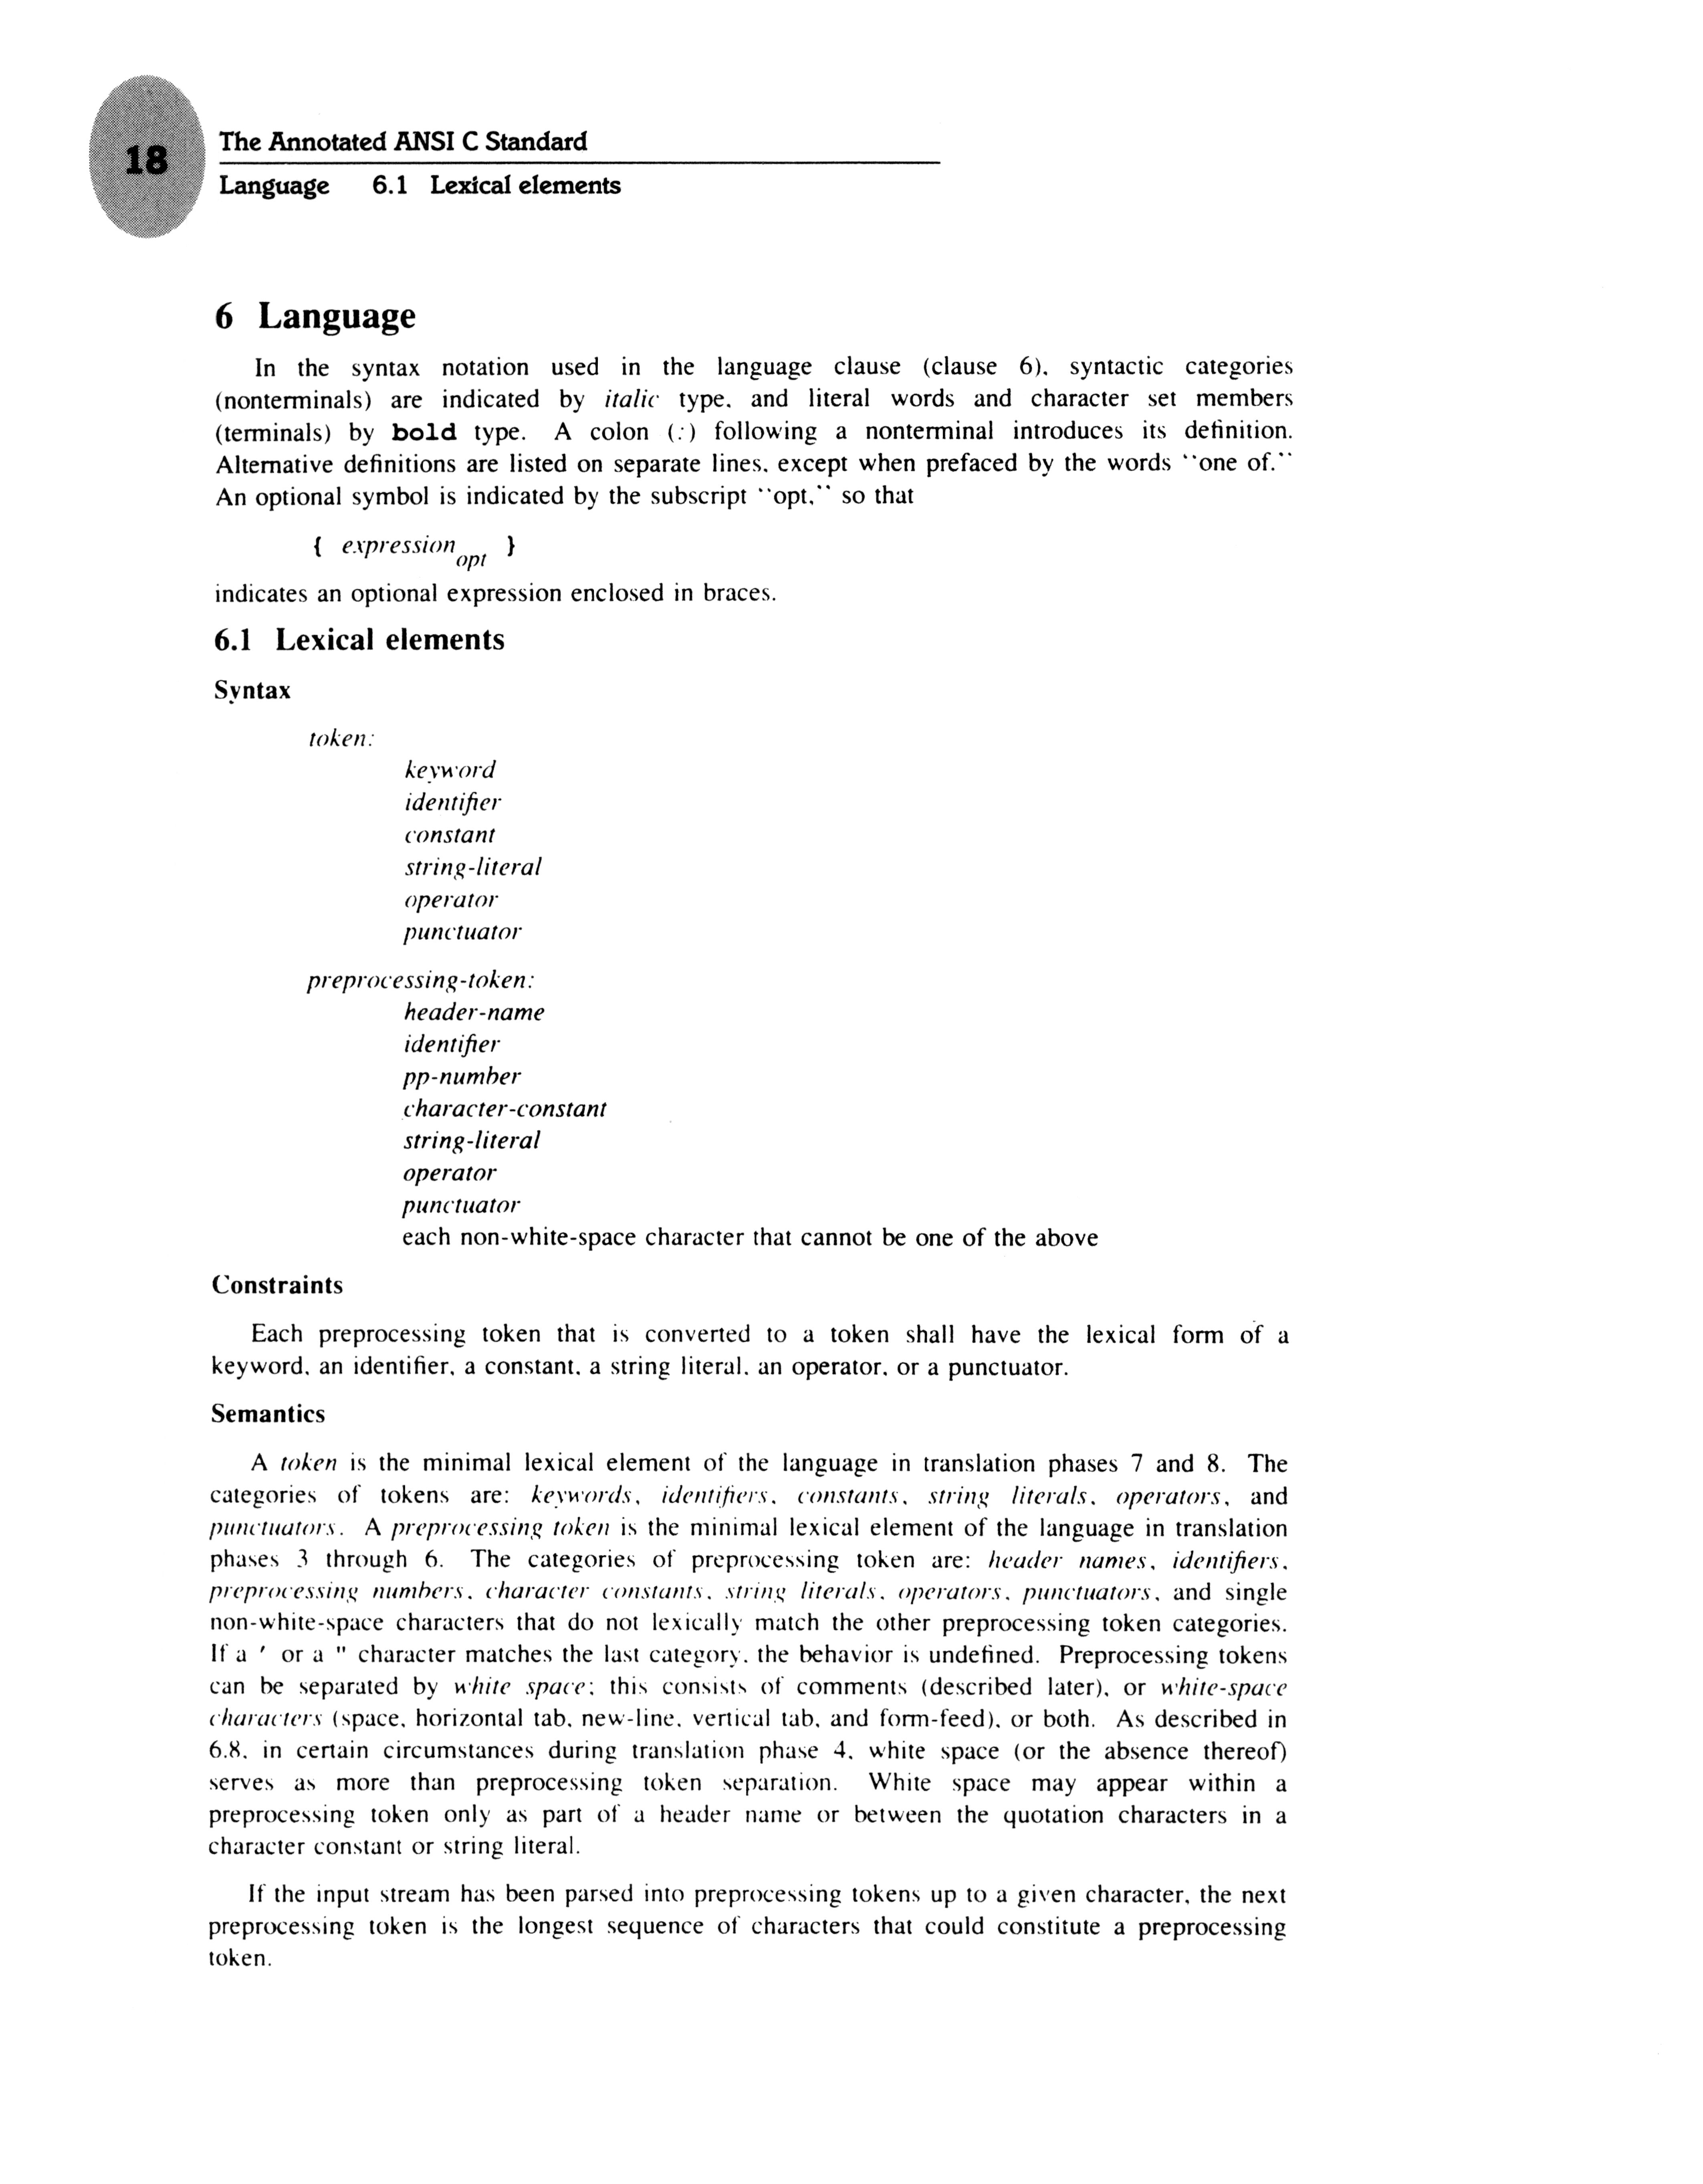 18
The Annotated ANSI C Standard
Language 6.1 Lexical elements
6 Language
In the syntax notation used in the language clause (clause 6), syntactic categories
(nonterminals) are indicated by italic type, and literal words and character set members
(terminals) by bold type. A colon (:) following a nonterminal introduces its definition.
Alternative definitions are listed on separate lines, except when prefaced by the words ``one of.''
An optional symbol is indicated by the subscript ``opt,'' so that
{ expression opt }
indicates an optional expression enclosed in braces.
6.1 Lexical elements
Syntax
token:
keyword
identifier
constant
string-literal
operator
punctuator
preprocessing-token:
header-name
identifier
pp-number
character-constant
string-literal
operator
punctuator
each non-white-space character that cannot be one of the above
Constraints
Each preprocessing token that is converted to a token shall have the lexical form of a
keyword, an identifier, a constant, a string literal, an operator, or a punctuator.
Semantics
A token is the minimal lexical element of the language in translation phases 7 and 8. The
categories of tokens are: keywords, identifiers, constants, string literals, operators, and
punctuators. A preprocessing token is the minimal lexical element of the language in translation
phases 3 through 6. The categories of preprocessing token are: header names, identifiers,
preprocessing numbers, character constants, string literals, operators, punctuators, and single
non-white-space characters that do not lexically match the other preprocessing token categories.
If a ' or a " character matches the last category, the behavior is undefined. Preprocessing tokens
can be separated by white space; this consists of comments (described later), or white-space
characters (space, horizontal tab, new-line, vertical tab, and form-feed), or both. As described in
6.8, in certain circumstances during translation phase 4, white space (or the absence thereof)
serves as more than preprocessing token separation. White space may appear within a
preprocessing token only as part of a header name or between the quotation characters in a
character constant or string literal.
If the input stream has been parsed into preprocessing tokens up to a given character, the next
preprocessing token is the longest sequence of characters that could constitute a preprocessing
token.